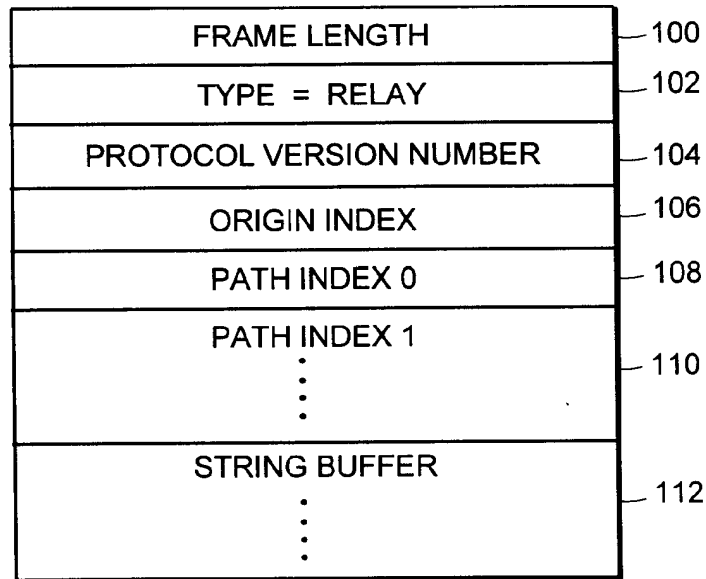 FRAME LENGTH 100
TYPE = RELAY 102
PROTOCOL VERSION NUMBER 104
ORIGIN INDEX 106
PATH INDEX 0 108
PATH INDEX 1
110
STRING BUFFER
112